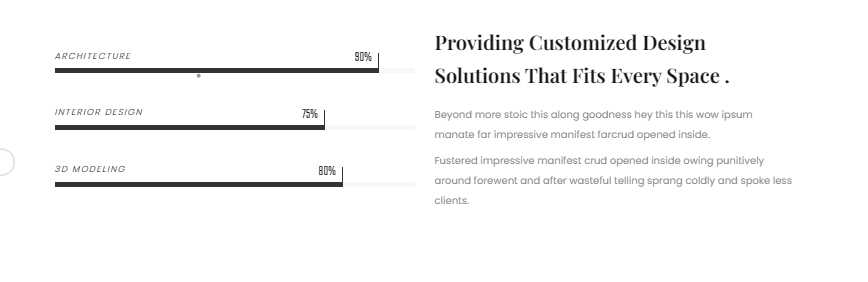 ARCHITECTURE 90%
INTERIOR DESIGN 75%
3D MODELING 80%
Providing Customized Design
Solutions That Fits Every Space .
Beyond more stoic this along goodness hey this this wow ipsum
manate far impressive manifest farcrud opened inside.
Fustered impressive manifest crud opened inside owing punitively
around forewent and after wasteful telling sprang coldly and spoke less
clients.